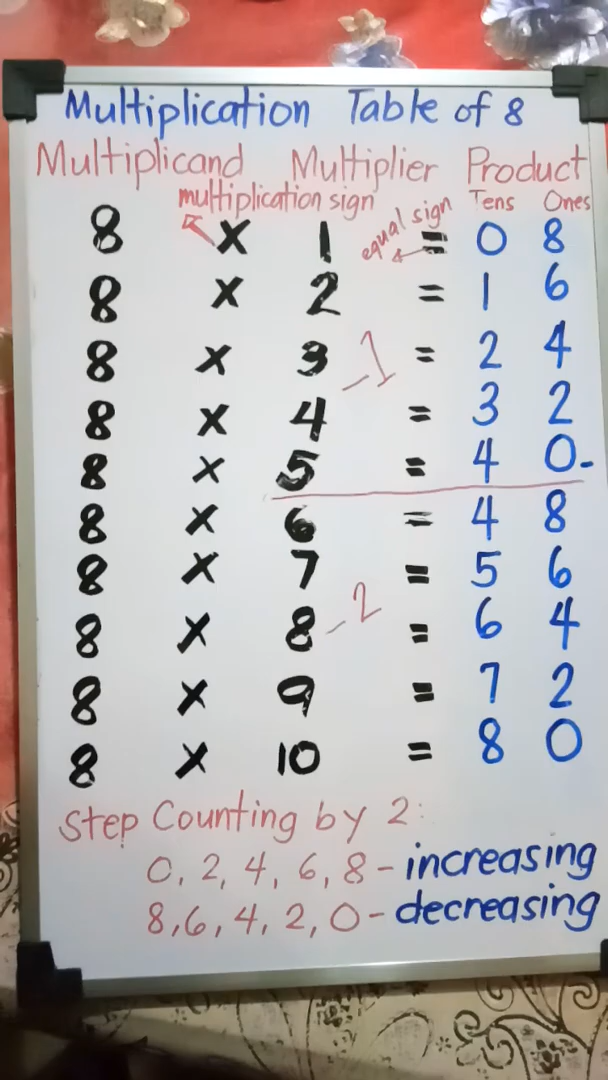 Multiplication Table of 8
Multiplicand Multiplier Product
multiplication sign equal sign Tens Ones
8 x 1 = 0 8
8 x 2 = 1 6
8 x 3 = 2 4
1
8 x 4 = 3 2
8 x 5 = 4 0-
8 x 6 = 4 8
8 x 7 = 5 6
2
8 x 8 = 6 4
8 x 9 = 7 2
8 x 10 = 8 0
Step Counting by 2:
0, 2, 4, 6, 8 - increasing
8, 6, 4, 2, 0 - decreasing